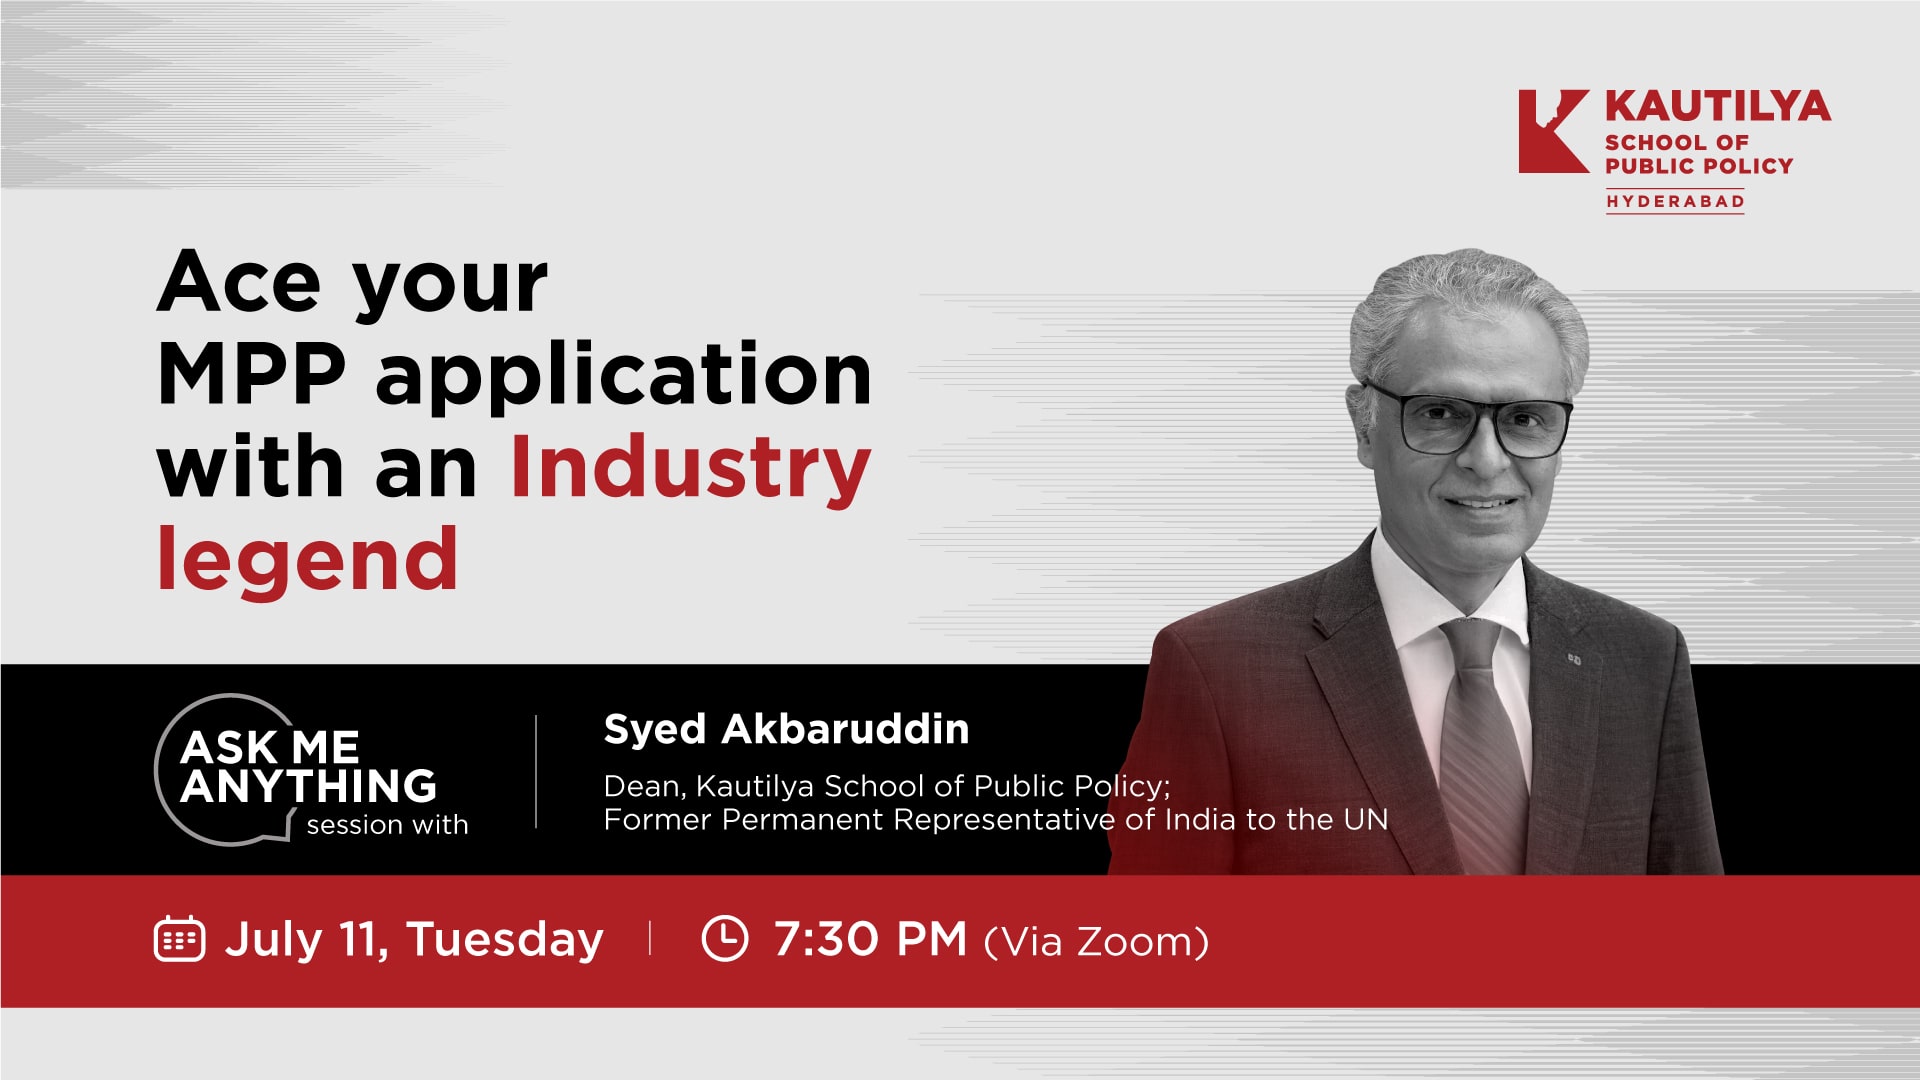 KAUTILYA
SCHOOL OF
PUBLIC POLICY
HYDERABAD
Ace your
MPP application
with an Industry
legend
ASK ME
ANYTHING
session with
Syed Akbaruddin
Dean, Kautilya School of Public Policy;
Former Permanent Representative of India to the UN
July 11, Tuesday
7:30 PM (Via Zoom)